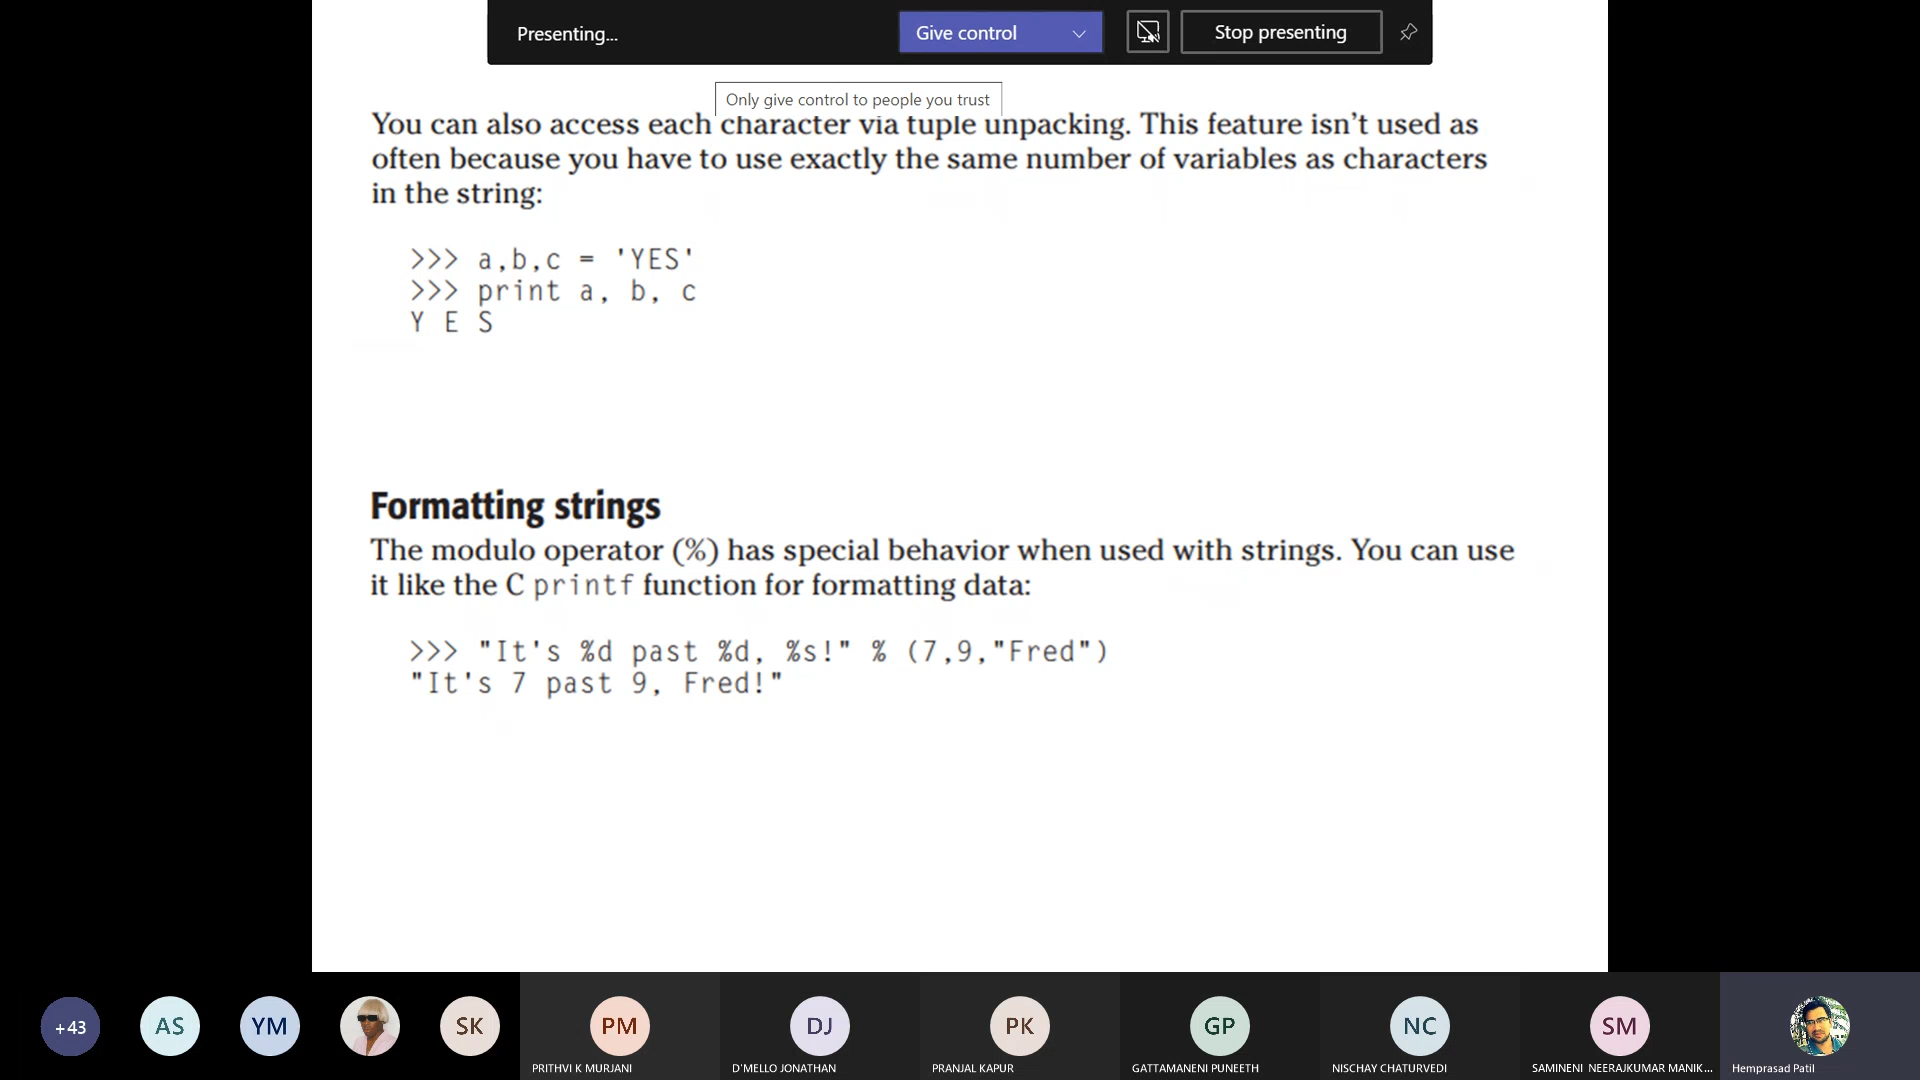 Presenting...
Give control
Stop presenting
Only give control to people you trust
You can also access each character via tuple unpacking. This feature isn't used as
often because you have to use exactly the same number of variables as characters
in the string:
>>> a,b,c = 'YES'
>>> print a, b, c
Y E S
Formatting strings
The modulo operator (%) has special behavior when used with strings. You can use
it like the C printf function for formatting data:
>>> "It's %d past %d, %s!" % (7,9,"Fred")
"It's 7 past 9, Fred!"
+43
AS
YM
SK
PM
DJ
PK
GP
NC
SM
PRITHVI K MURJANI
D'MELLO JONATHAN
PRANJAL KAPUR
GATTAMANENI PUNEETH
NISCHAY CHATURVEDI
SAMINENI NEERAJKUMAR MANIK...
Hemprasad Patil